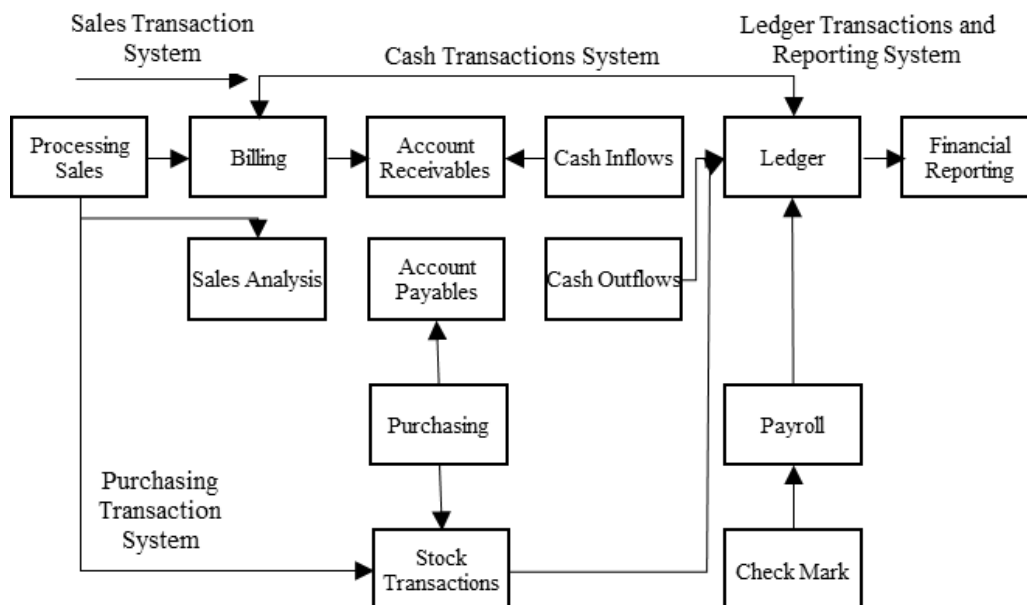 Sales Transaction
System
Cash Transactions System
Ledger Transactions and
Reporting System
Processing
Sales
Billing
Account
Receivables
Cash Inflows
Ledger
Financial
Reporting
Sales Analysis
Account
Payables
Cash Outflows
Purchasing
Payroll
Purchasing
Transaction
System
Stock
Transactions
Check Mark